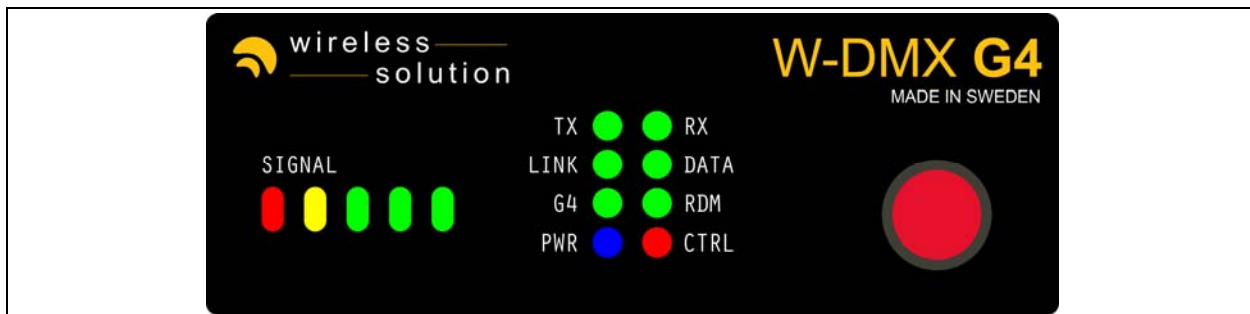 wireless
solution
W-DMX G4
MADE IN SWEDEN
SIGNAL
TX RX
LINK DATA
G4 RDM
PWR CTRL